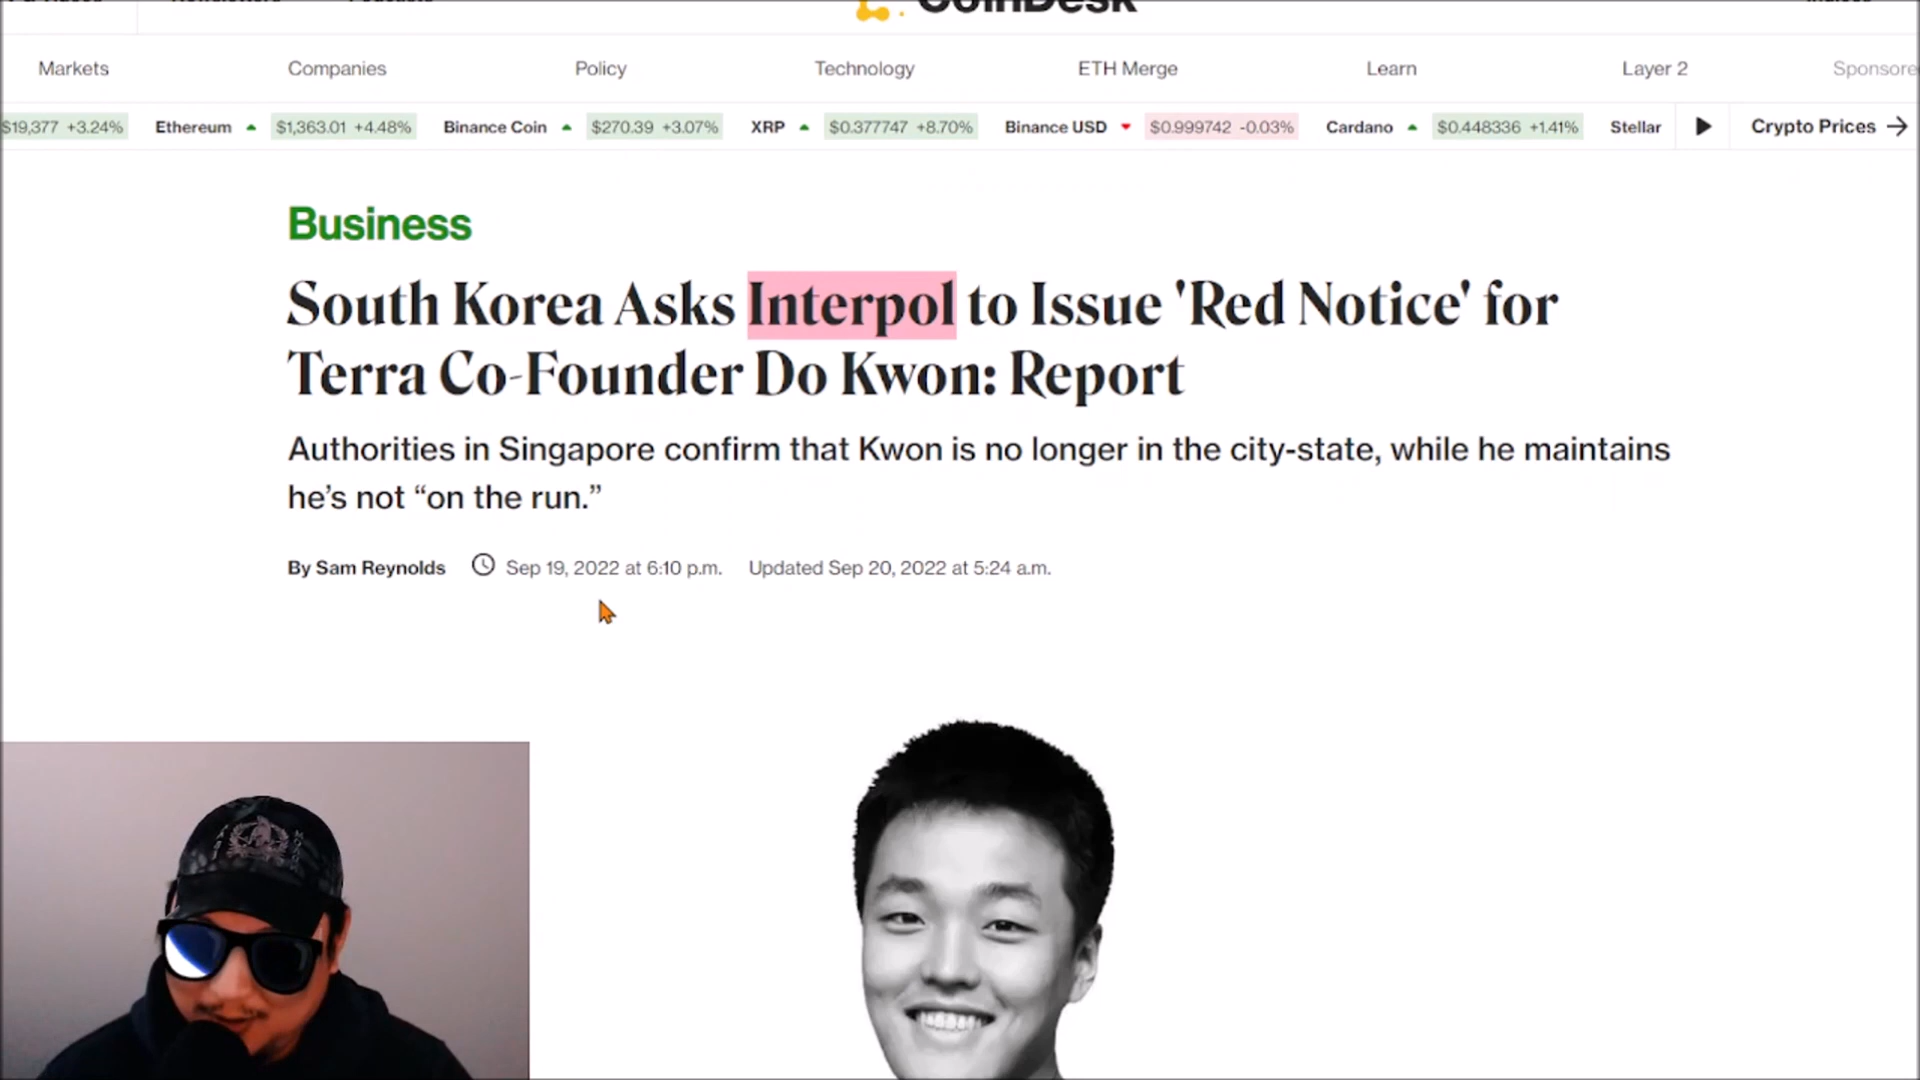 CoinDesk
Markets Companies Policy Technology ETH Merge Learn Layer 2 Sponsore
$19,377 +3.24% Ethereum $1,363.01 +4.48% Binance Coin $270.39 +3.07% XRP $0.377747 +8.70% Binance USD $0.999742 -0.03% Cardano $0.448336 +1.41% Stellar Crypto Prices
Business
South Korea Asks Interpol to Issue 'Red Notice' for
Terra Co-Founder Do Kwon: Report
Authorities in Singapore confirm that Kwon is no longer in the city-state, while he maintains
he’s not “on the run.”
By Sam Reynolds Sep 19, 2022 at 6:10 p.m. Updated Sep 20, 2022 at 5:24 a.m.